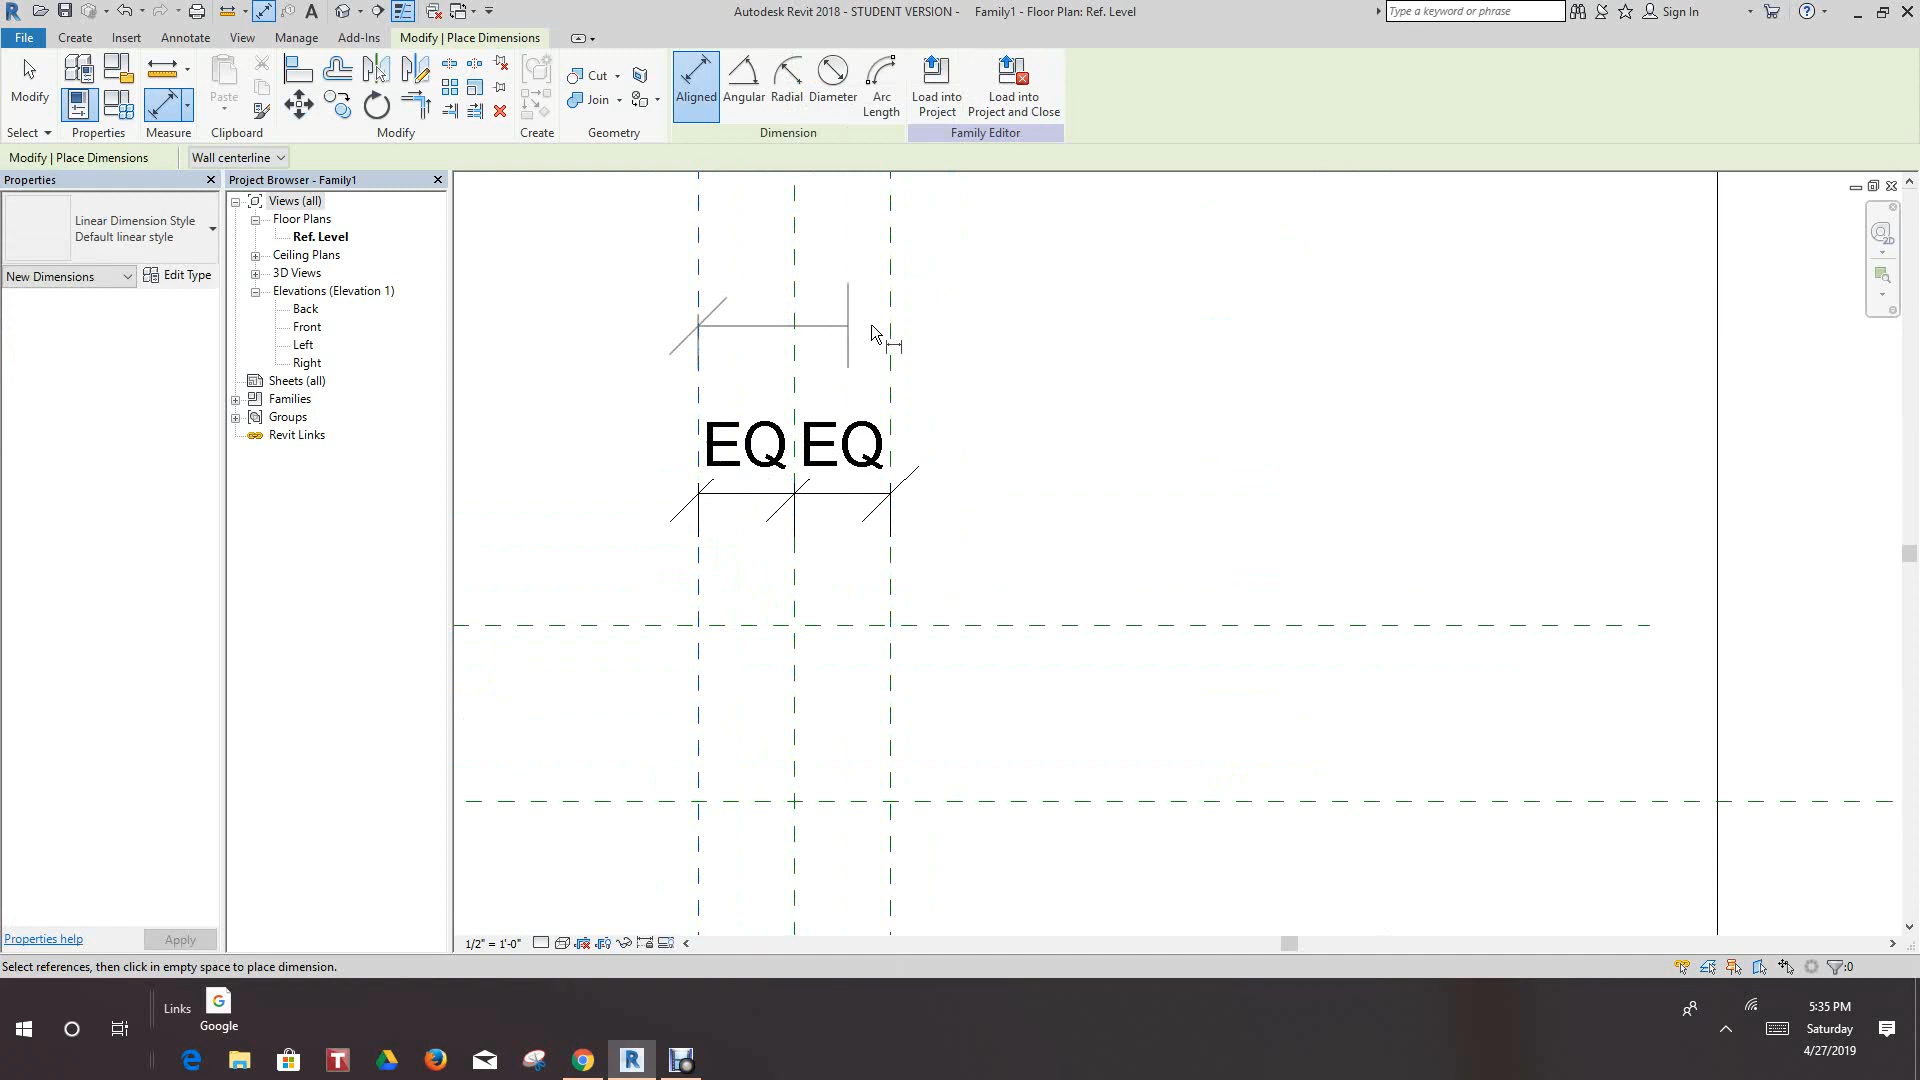 Autodesk Revit 2018 - STUDENT VERSION - Family1 - Floor Plan: Ref. Level
Type a keyword or phrase
Sign In
File Create Insert Annotate View Manage Add-Ins Modify | Place Dimensions
Modify
Paste
Cut
Join
Aligned Angular Radial Diameter Arc Length
Load into Project
Load into Project and Close
Select Properties Measure Clipboard Modify Create Geometry Dimension Family Editor
Modify | Place Dimensions Wall centerline
Properties
Project Browser - Family1
Linear Dimension Style
Default linear style
New Dimensions
Edit Type
Views (all)
Floor Plans
Ref. Level
Ceiling Plans
3D Views
Elevations (Elevation 1)
Back
Front
Left
Right
Sheets (all)
Families
Groups
Revit Links
2D
EQ EQ
Properties help
Apply
1/2" = 1'-0"
Select references, then click in empty space to place dimension.
:0
Links
Google
5:35 PM
Saturday
4/27/2019